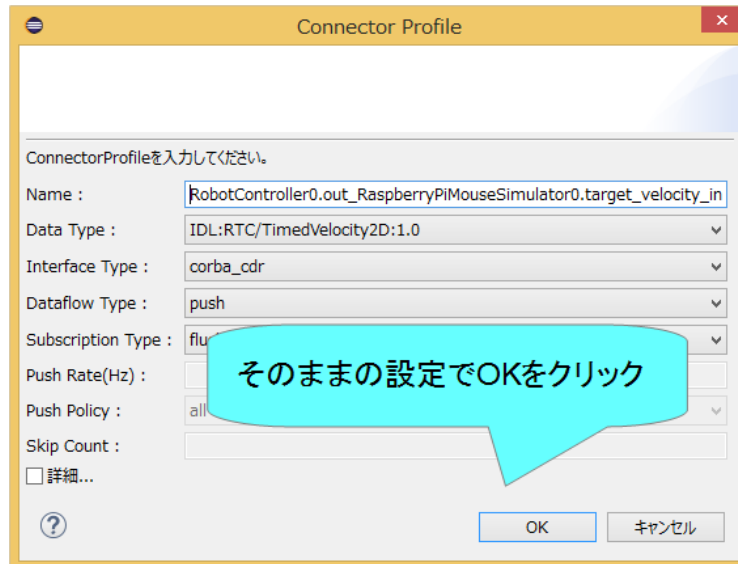 Connector Profile
ConnectorProfileを入力してください。
Name :
RobotController0.out_RaspberryPiMouseSimulator0.target_velocity_in
Data Type :
IDL:RTC/TimedVelocity2D:1.0
Interface Type :
corba_cdr
Dataflow Type :
push
Subscription Type :
そのままの設定でOKをクリック
Push Rate(Hz) :
Push Policy :
all
Skip Count :
詳細...
OK
キャンセル